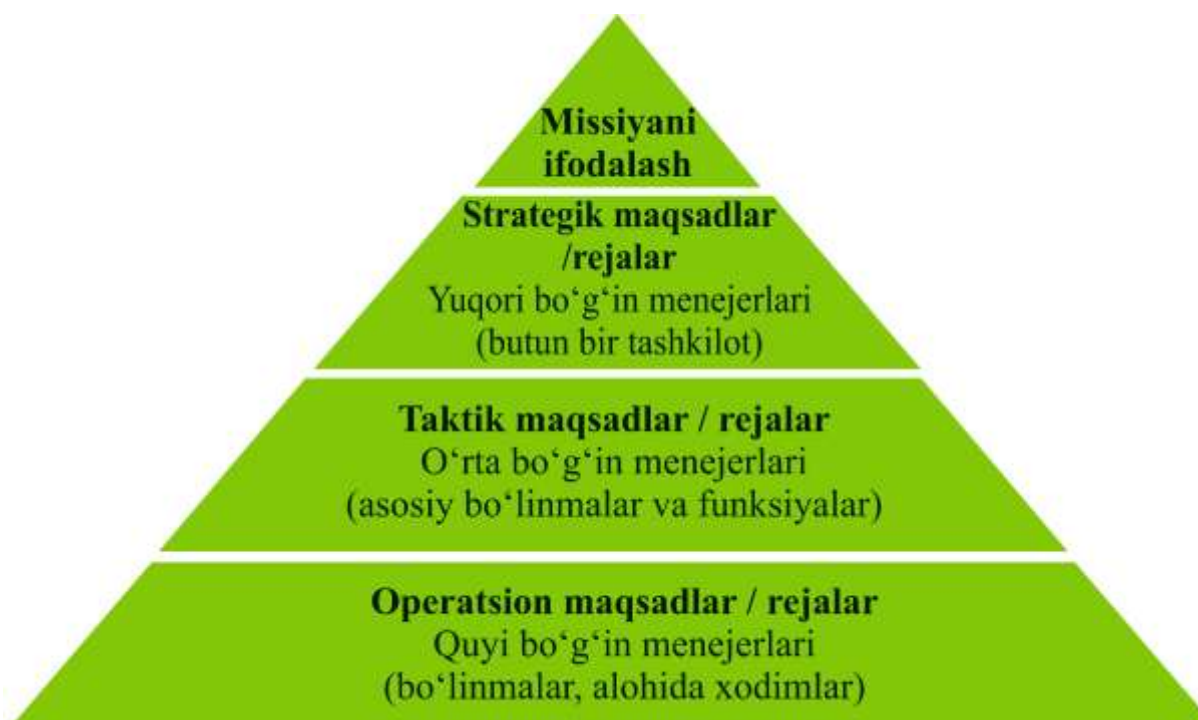 Missiyani
ifodalash
Strategik maqsadlar
/rejalar
Yuqori bo‘g‘in menejerlari
(butun bir tashkilot)
Taktik maqsadlar / rejalar
O‘rta bo‘g‘in menejerlari
(asosiy bo‘linmalar va funksiyalar)
Operatsion maqsadlar / rejalar
Quyi bo‘g‘in menejerlari
(bo‘linmalar, alohida xodimlar)